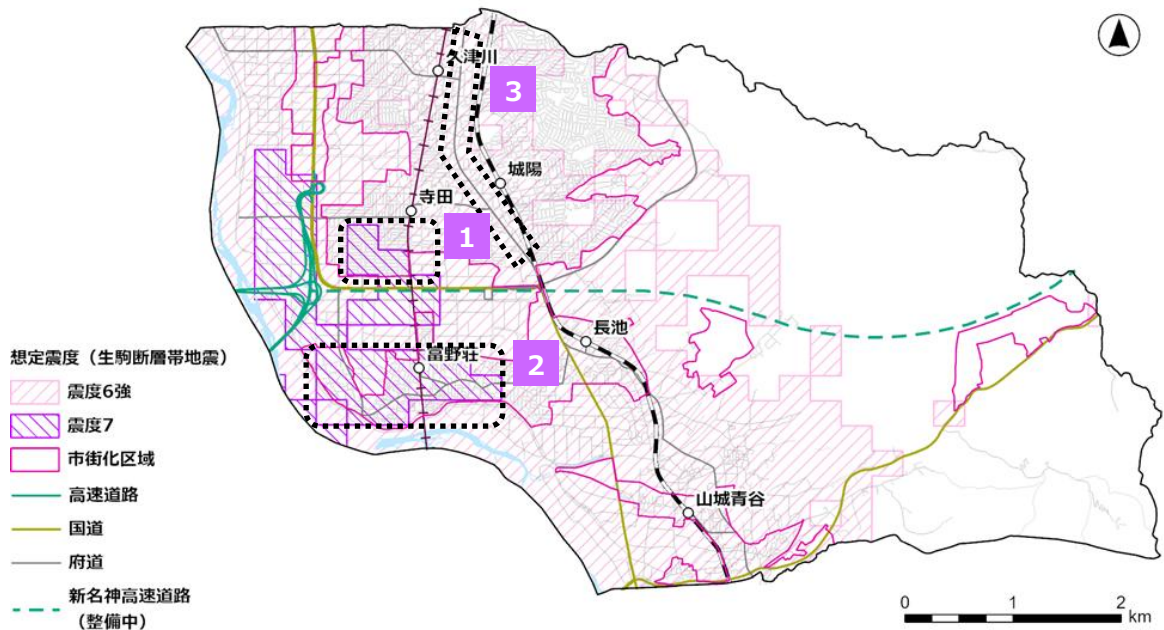 久津川
3
城陽
寺田
1
長池
富野荘
2
山城青谷
想定震度（生駒断層帯地震）
震度6強
震度7
市街化区域
高速道路
国道
府道
新名神高速道路
（整備中）
0
1
2
km